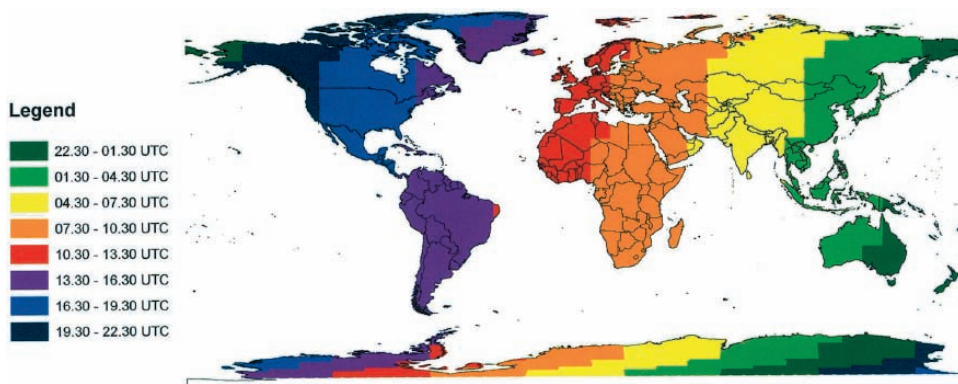 Legend
22.30 - 01.30 UTC
01.30 - 04.30 UTC
04.30 - 07.30 UTC
07.30 - 10.30 UTC
10.30 - 13.30 UTC
13.30 - 16.30 UTC
16.30 - 19.30 UTC
19.30 - 22.30 UTC